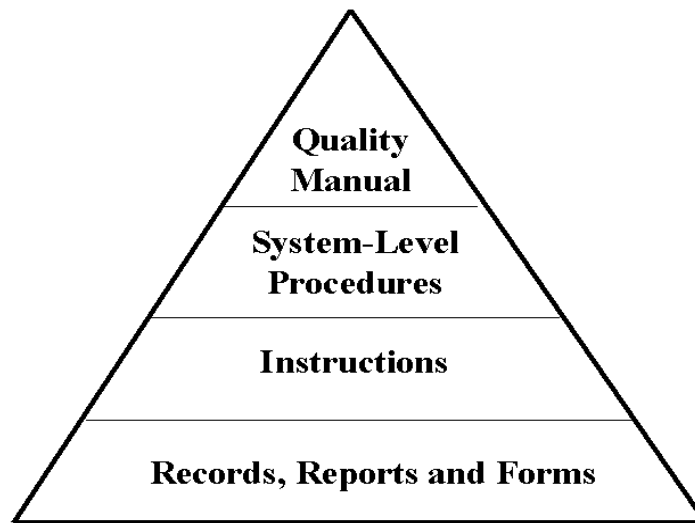 Quality
Manual
System-Level
Procedures
Instructions
Records, Reports and Forms